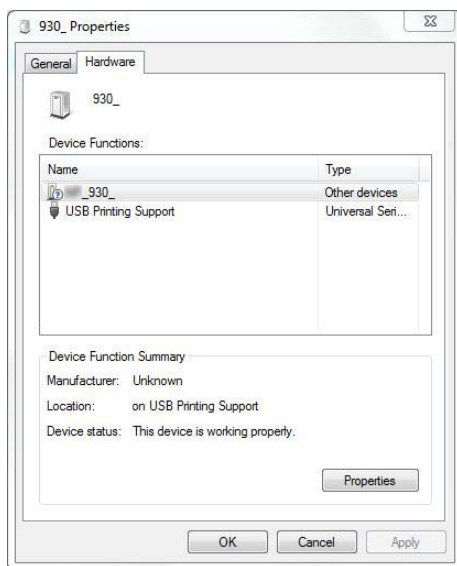 930_ Properties
General Hardware
930_
Device Functions:
Name Type
_930_ Other devices
USB Printing Support Universal Seri...
Device Function Summary
Manufacturer: Unknown
Location: on USB Printing Support
Device status: This device is working properly.
Properties
OK Cancel Apply